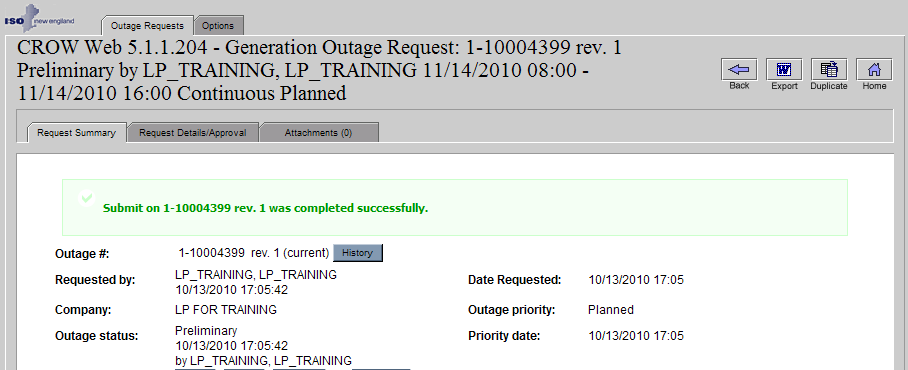 ISO new england
Outage Requests
Options
CROW Web 5.1.1.204 - Generation Outage Request: 1-10004399 rev. 1
Preliminary by LP_TRAINING, LP_TRAINING 11/14/2010 08:00 -
11/14/2010 16:00 Continuous Planned
Back
Export
Duplicate
Home
Request Summary
Request Details/Approval
Attachments (0)
Submit on 1-10004399 rev. 1 was completed successfully.
Outage #: 1-10004399 rev. 1 (current) History
Requested by: LP_TRAINING, LP_TRAINING
10/13/2010 17:05:42
Date Requested: 10/13/2010 17:05
Company: LP FOR TRAINING
Outage priority: Planned
Outage status: Preliminary
10/13/2010 17:05:42
by LP_TRAINING, LP_TRAINING
Priority date: 10/13/2010 17:05